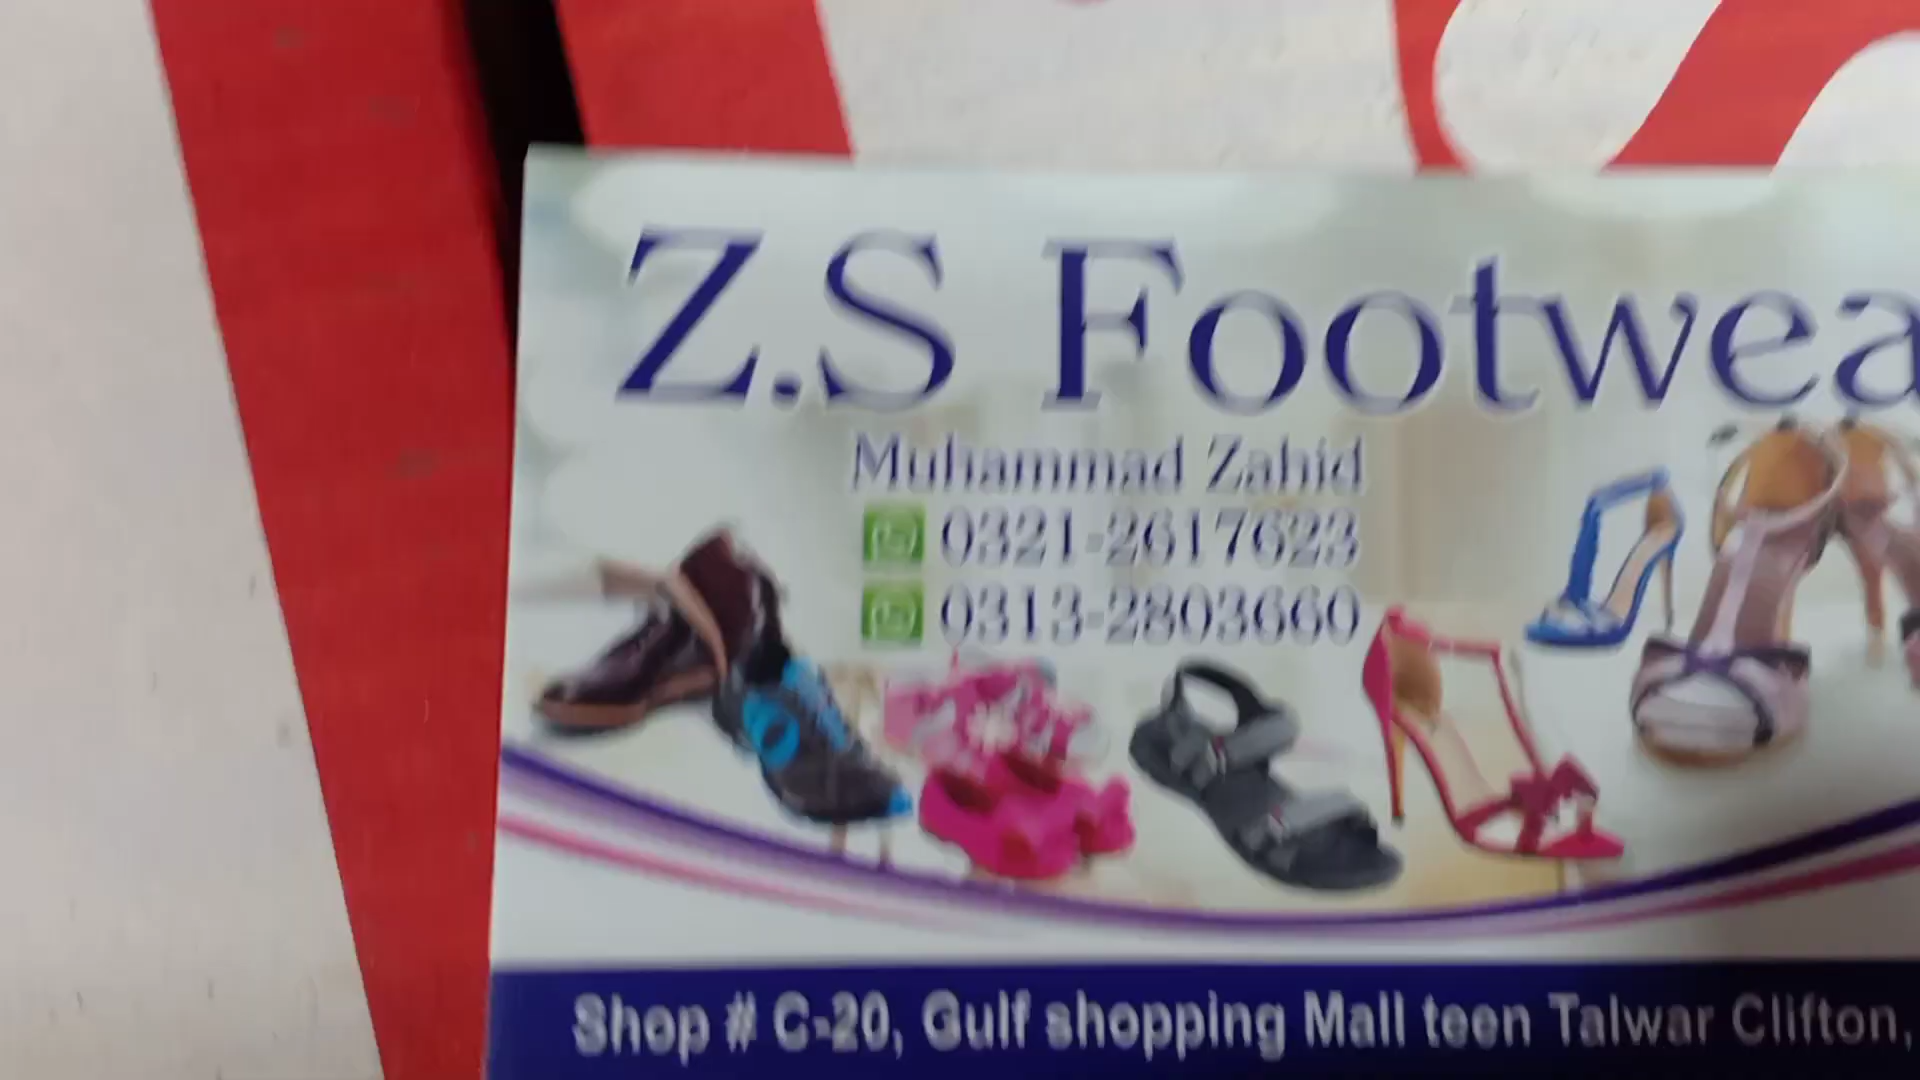 Z.S Footwea
Muhammad Zahid
0321-2617623
0313-2803660
Shop # C-20, Gulf shopping Mall teen Talwar Clifton,